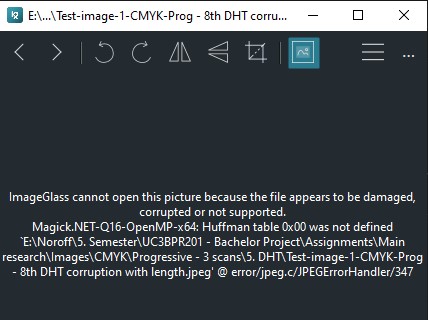 E:\...\Test-image-1-CMYK-Prog - 8th DHT corru...
ImageGlass cannot open this picture because the file appears to be damaged,
corrupted or not supported.
Magick.NET-Q16-OpenMP-x64: Huffman table 0x00 was not defined
`E:\Noroff\5. Semester\UC3BPR201 - Bachelor Project\Assignments\Main
research\Images\CMYK\Progressive - 3 scans\5. DHT\Test-image-1-CMYK-Prog
- 8th DHT corruption with length.jpeg' @ error/jpeg.c/JPEGErrorHandler/347